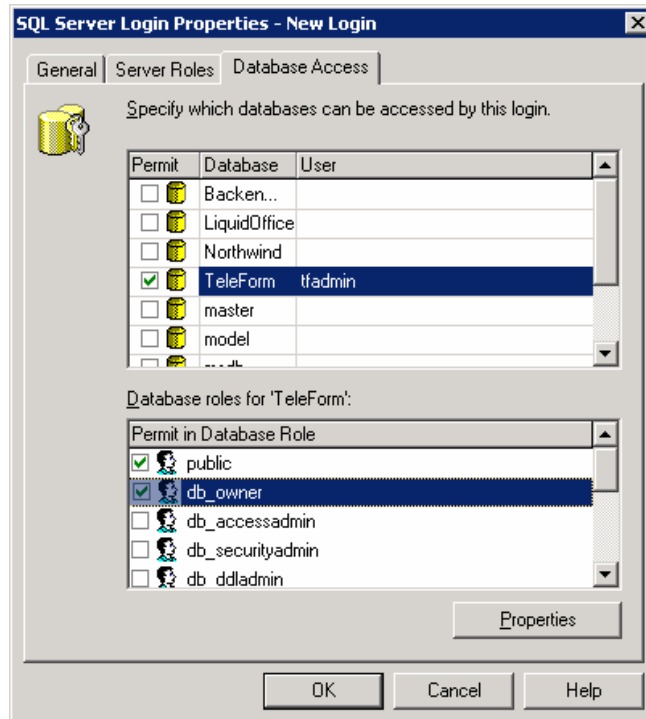 SQL Server Login Properties - New Login
General Server Roles Database Access
Specify which databases can be accessed by this login.
Permit Database User
Backen...
LiquidOffice
Northwind
TeleForm tfadmin
master
model
Database roles for 'TeleForm':
Permit in Database Role
public
db_owner
db_accessadmin
db_securityadmin
db_ddladmin
Properties
OK Cancel Help